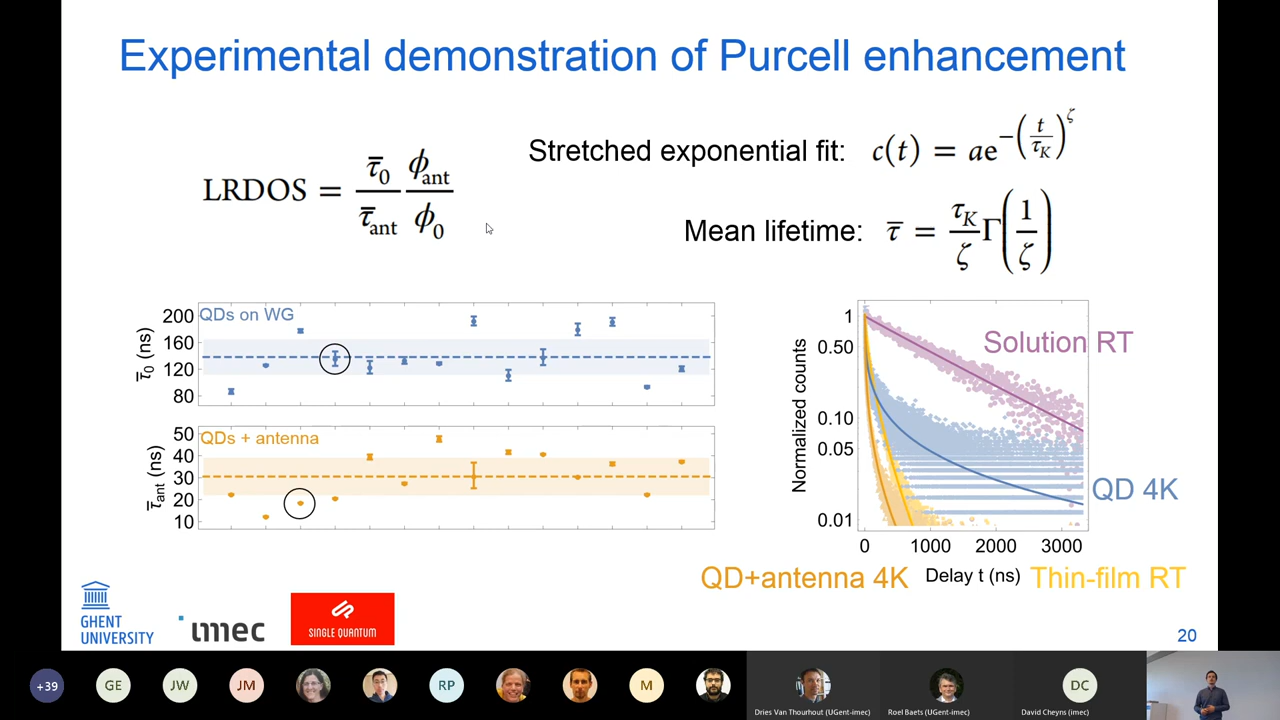 Experimental demonstration of Purcell enhancement
LRDOS = τ̄₀/τ̄ant ϕant/ϕ₀
Stretched exponential fit: c(t) = ae^−(t/τK)^ζ
Mean lifetime: τ̄ = τK/ζ Γ(1/ζ)
QDs on WG
τ̄₀ (ns)
200
160
120
80
QDs + antenna
τ̄ant (ns)
50
40
30
20
10
Normalized counts
1
0.50
0.10
0.05
0.01
Solution RT
QD 4K
0 1000 2000 3000
QD+antenna 4K Delay t (ns) Thin-film RT
GHENT
UNIVERSITY
imec
SINGLE QUANTUM
20
+39
GE
JW
JM
RP
M
DC
Dries Van Thourhout (UGent-imec)
Roel Baets (UGent-imec)
David Cheyns (imec)